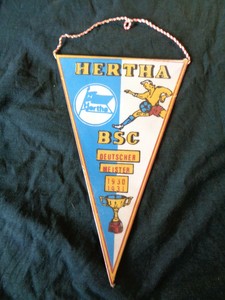 HERTHA
Hertha
BSC
DEUTSCHER
MEISTER
1930
1931